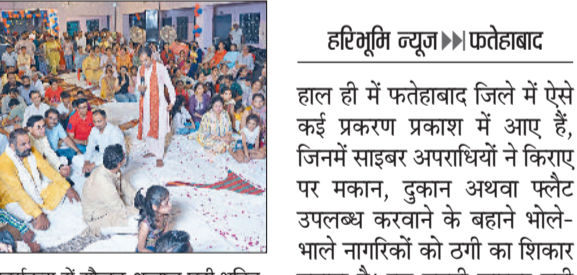 हरिभूमि न्यूज▸▸| फतेहाबाद
हाल ही में फतेहाबाद जिले में ऐसे
कई प्रकरण प्रकाश में आए हैं,
जिनमें साइबर अपराधियों ने किराए
पर मकान, दुकान अथवा फ्लैट
उपलब्ध करवाने के बहाने भोले-
भाले नागरिकों को ठगी का शिकार